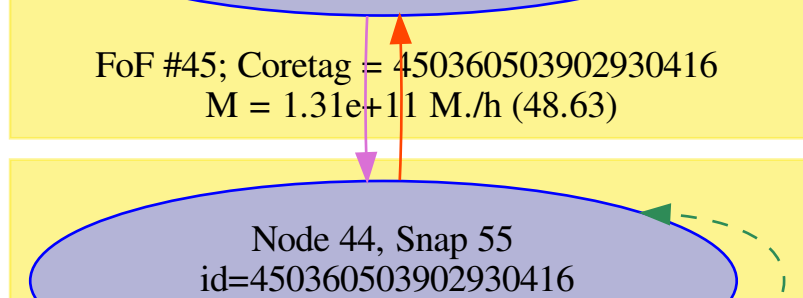 FoF #45; Coretag = 450360503902930416
M = 1.31e+11 M./h (48.63)
Node 44, Snap 55
id=450360503902930416